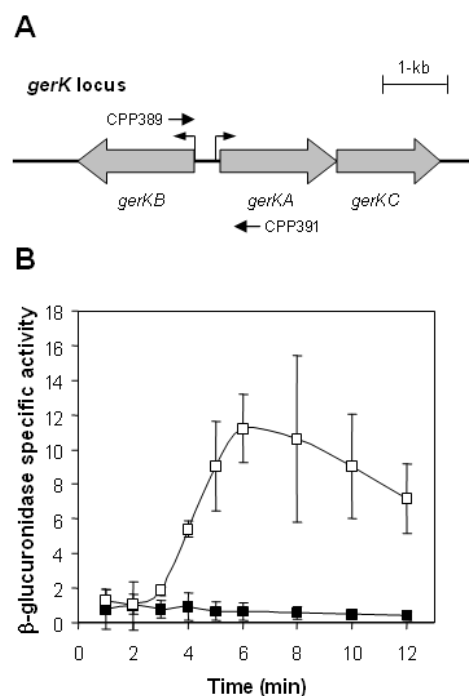 A
gerK locus
1-kb
CPP389
gerKB
gerKA
gerKC
CPP391
B
β-glucuronidase specific activity
18
16
14
12
10
8
6
4
2
0
0
2
4
6
8
10
12
Time (min)